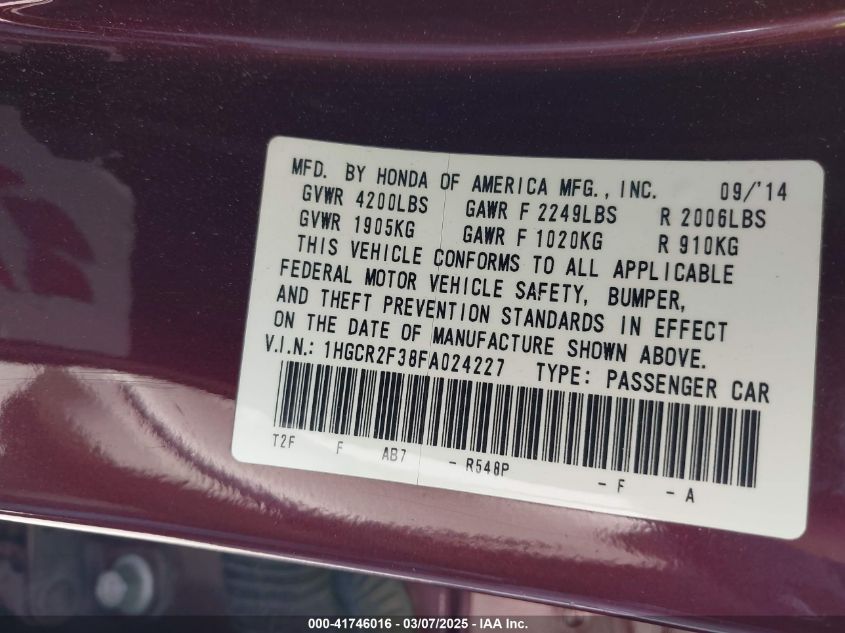 MFD. BY HONDA OF AMERICA MFG., INC. 09/'14
GVWR 4200LBS GAWR F 2249LBS R 2006LBS
GVWR 1905KG GAWR F 1020KG R 910KG
THIS VEHICLE CONFORMS TO ALL APPLICABLE
FEDERAL MOTOR VEHICLE SAFETY, BUMPER,
AND THEFT PREVENTION STANDARDS IN EFFECT
ON THE DATE OF MANUFACTURE SHOWN ABOVE.
V.I.N.: 1HGCR2F38FA024227 TYPE: PASSENGER CAR
T2F F AB7 - R548P - F - A
000-41746016 - 03/07/2025 - IAA Inc.